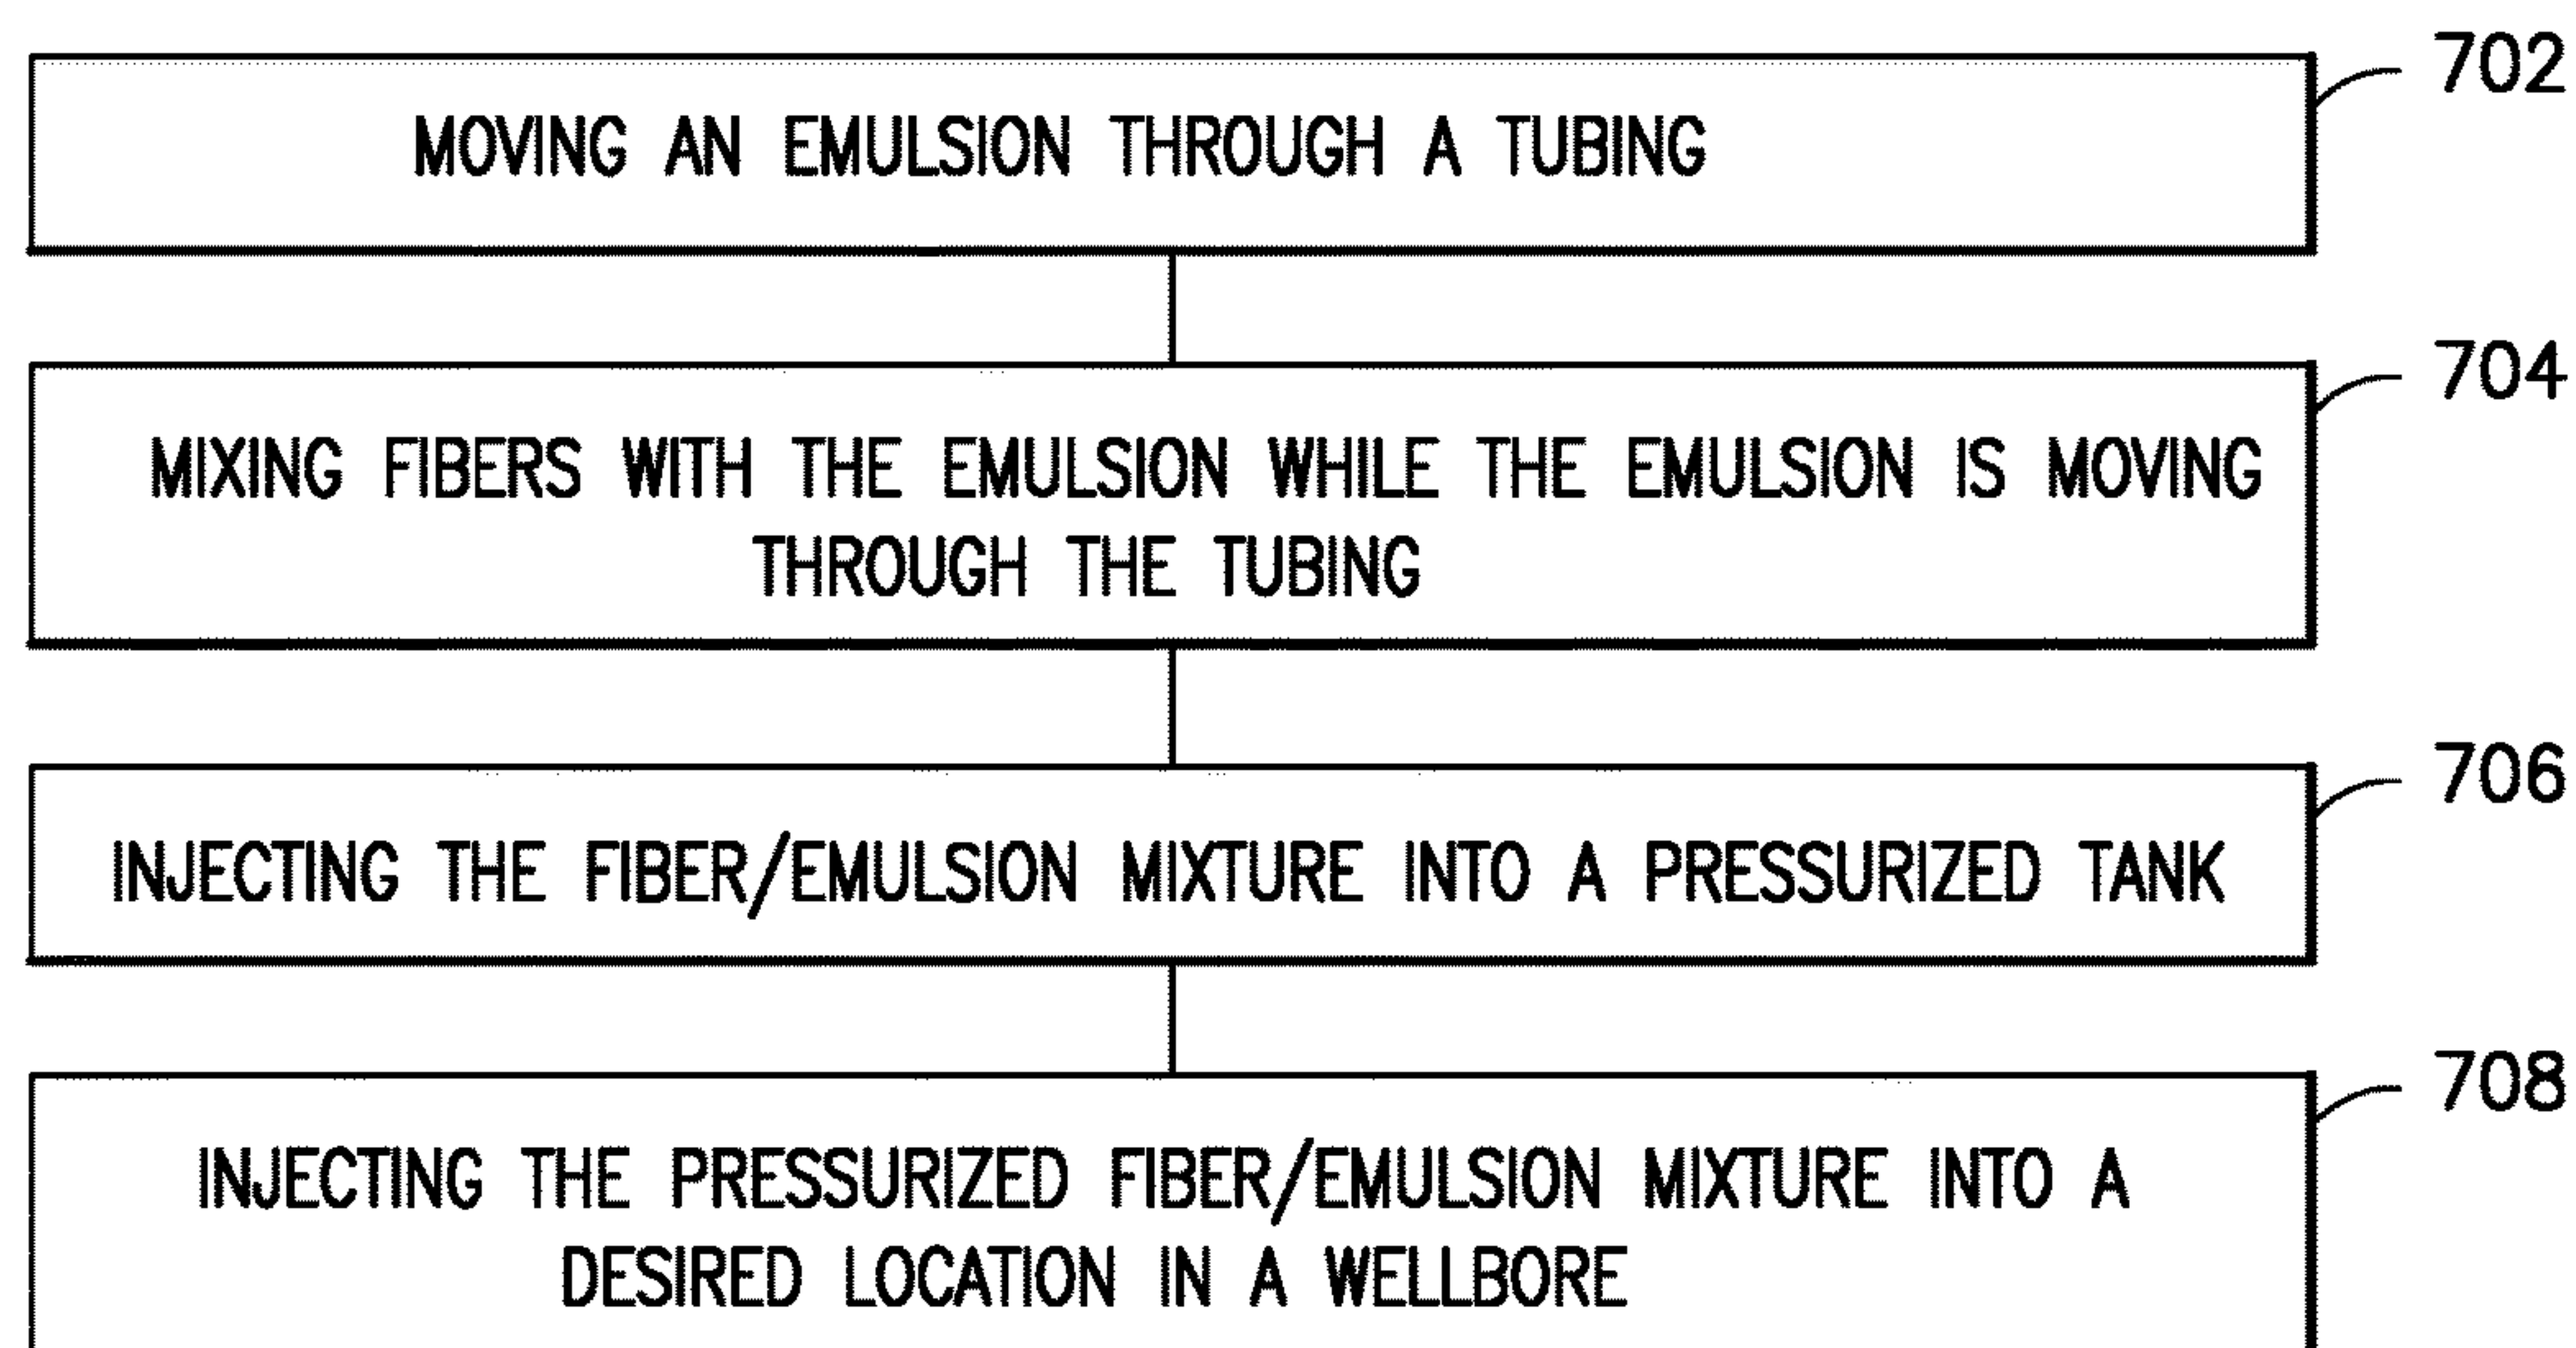 702
MOVING AN EMULSION THROUGH A TUBING
704
MIXING FIBERS WITH THE EMULSION WHILE THE EMULSION IS MOVING
THROUGH THE TUBING
706
INJECTING THE FIBER/EMULSION MIXTURE INTO A PRESSURIZED TANK
708
INJECTING THE PRESSURIZED FIBER/EMULSION MIXTURE INTO A
DESIRED LOCATION IN A WELLBORE